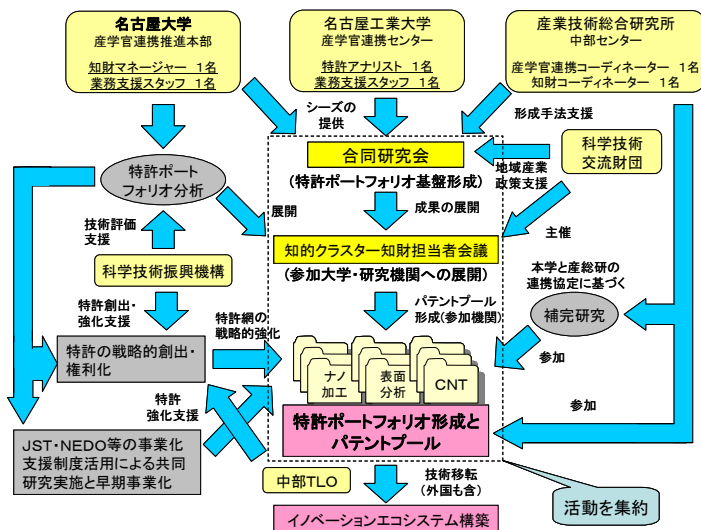 名古屋大学
産学官連携推進本部
知財マネージャー 1名
業務支援スタッフ 1名
名古屋工業大学
産学官連携センター
特許アナリスト 1名
業務支援スタッフ 1名
産業技術総合研究所
中部センター
産学官連携コーディネーター 1名
知財コーディネーター 1名
シーズの
提供
形成手法支援
合同研究会
(特許ポートフォリオ基盤形成)
地域産業
政策支援
科学技術
交流財団
特許ポート
フォリオ分析
展開
成果の展開
主催
技術評価
支援
知的クラスター知財担当者会議
(参加大学・研究機関への展開)
科学技術振興機構
本学と産総研の
連携協定に基づく
特許創出・
強化支援
特許網の
戦略的強化
パテントプール
形成(参加機関)
補完研究
特許の戦略的創出・
権利化
参加
ナノ
加工
表面
分析
CNT
特許
強化支援
参加
特許ポートフォリオ形成と
パテントプール
JST・NEDO等の事業化
支援制度活用による共同
研究実施と早期事業化
中部TLO
技術移転
(外国も含)
活動を集約
イノベーションエコシステム構築